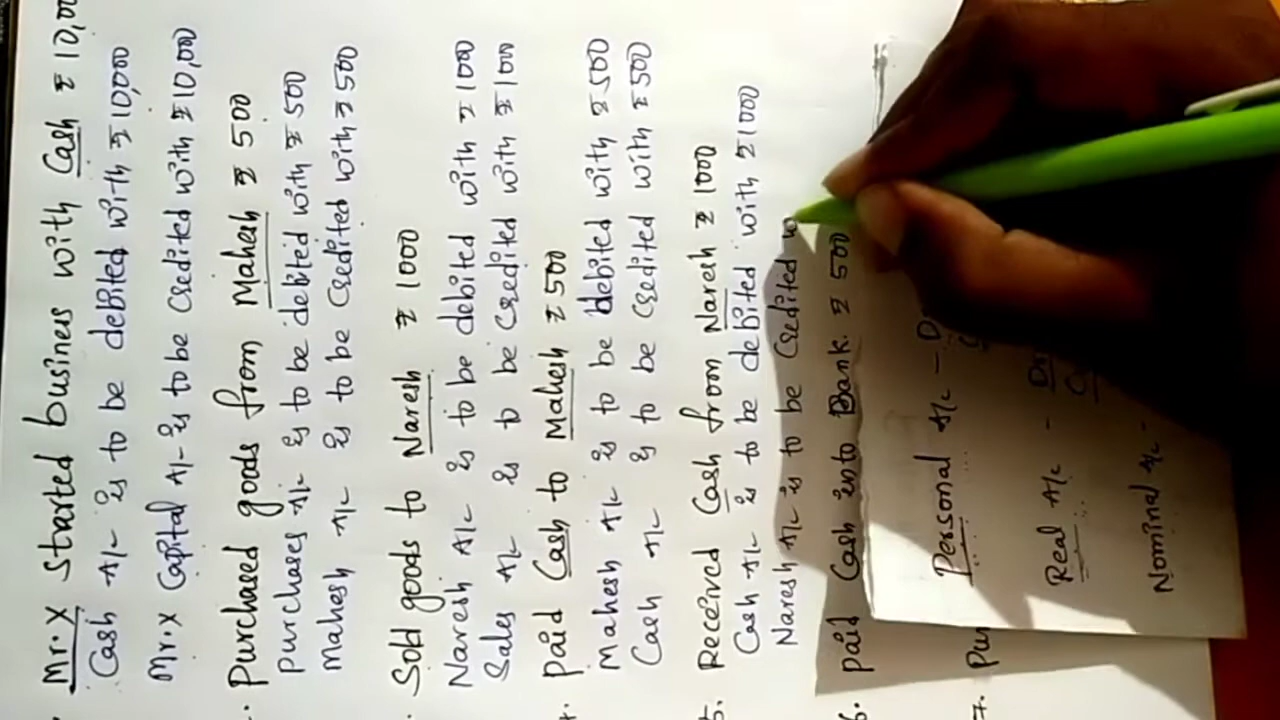 Mr.X Started business with Cash ₹ 10,00
Cash A/c is to be debited with ₹ 10,000
Mr.X Capital A/c is to be Credited with ₹ 10,000
Purchased goods from Mahesh ₹ 500
Purchases A/c is to be debited with ₹ 500
Mahesh A/c is to be Credited with ₹ 500
Sold goods to Naresh ₹ 1000
Naresh A/c is to be debited with ₹ 1000
Sales A/c is to be Credited with ₹ 1000
Paid Cash to Mahesh ₹ 500
Mahesh A/c is to be debited with ₹ 500
Cash A/c is to be Credited with ₹ 500
5. Received Cash from Naresh ₹ 1000
Cash A/c is to be debited with ₹ 1000
Naresh A/c is to be Credited w
6. Paid Cash into Bank. ₹ 500
7. Pur
Personal A/c - D
Real A/c -
Nominal A/c -